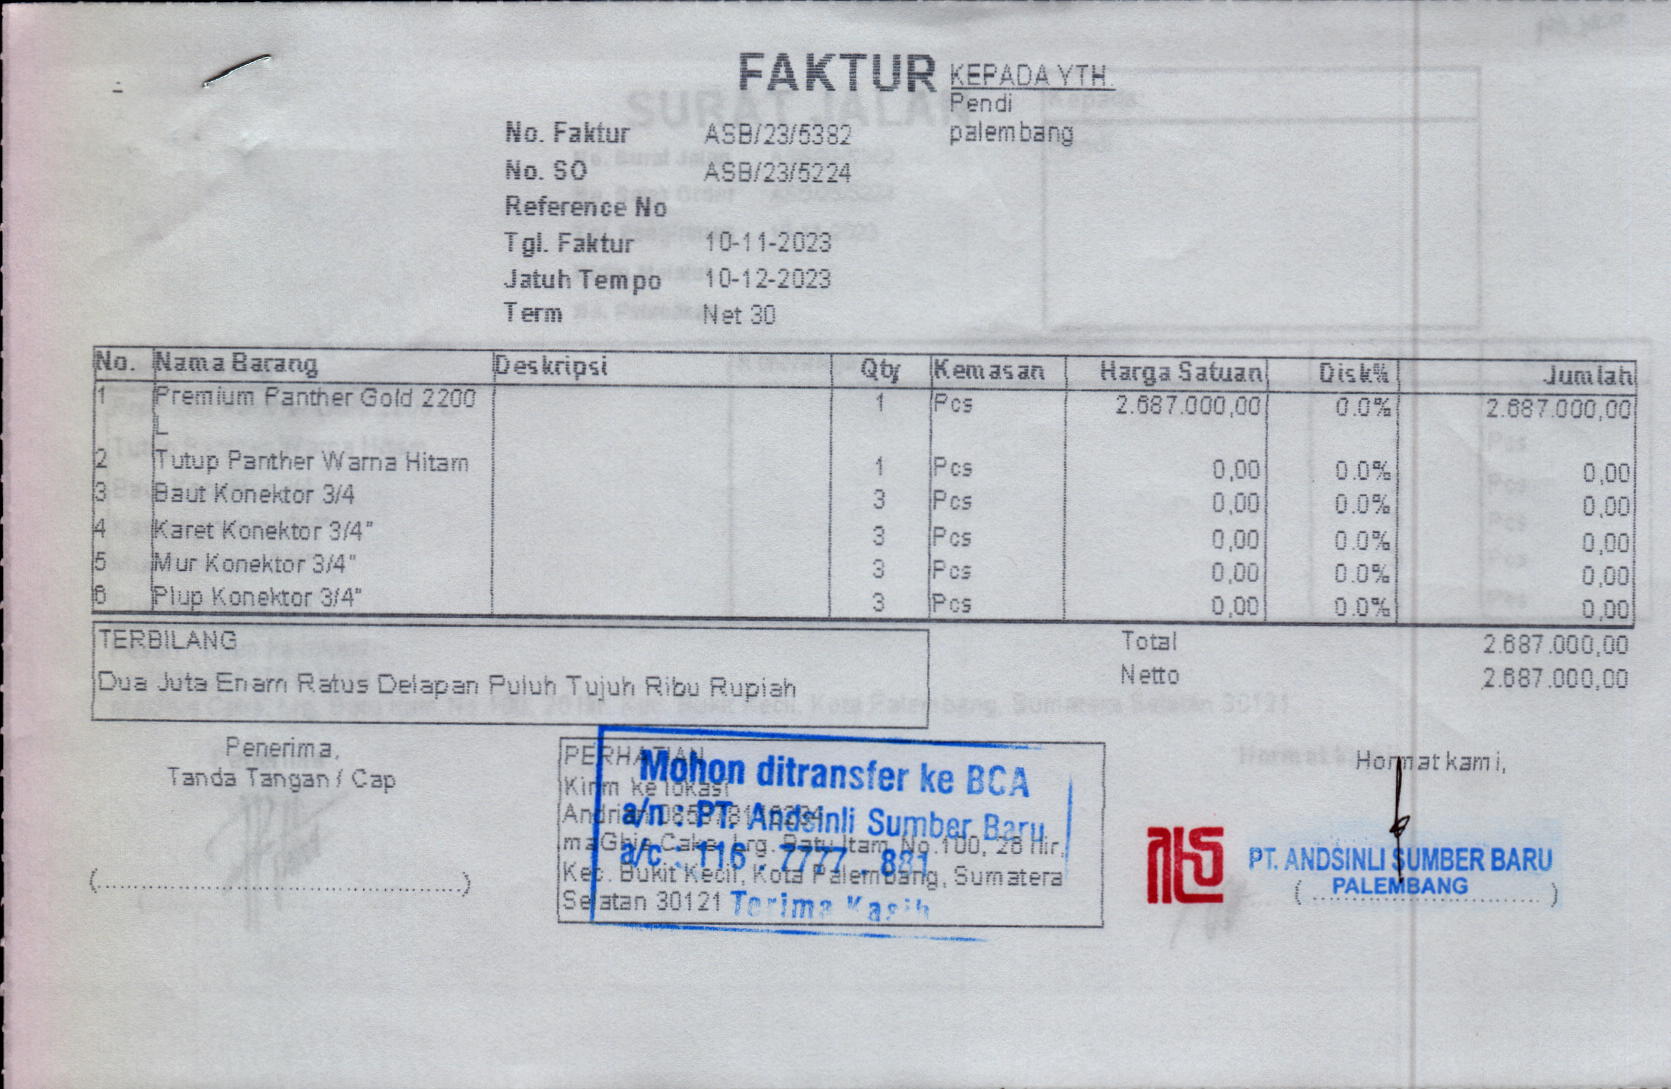 FAKTUR
KEPADA YTH.
Pendi
palembang
No. Faktur ASB/23/5382
No. SO ASB/23/5224
Reference No
Tgl. Faktur 10-11-2023
Jatuh Tempo 10-12-2023
Term Net 30
No. Nama Barang Deskripsi Qty Kemasan Harga Satuan Disk% Jumlah
1 Premium Panther Gold 2200 1 Pcs 2.687.000,00 0.0% 2.687.000,00
L
2 Tutup Panther Warna Hitam 1 Pcs 0,00 0.0% 0,00
3 Baut Konektor 3/4 3 Pcs 0,00 0.0% 0,00
4 Karet Konektor 3/4" 3 Pcs 0,00 0.0% 0,00
5 Mur Konektor 3/4" 3 Pcs 0,00 0.0% 0,00
6 Plup Konektor 3/4" 3 Pcs 0,00 0.0% 0,00
TERBILANG
Dua Juta Enam Ratus Delapan Puluh Tujuh Ribu Rupiah
Total 2.687.000,00
Netto 2.687.000,00
Penerima,
Tanda Tangan / Cap
(........................................)
PERHATIAN
Kirim ke lokasi
Andrian
Cake, Lrg. Batu Itam No.100, 26 Ilir,
Kec. Bukit Kecil, Kota Palembang, Sumatera
Selatan 30121
Mohon ditransfer ke BCA
a/n : PT. Andsinli Sumber Baru
a/c : 116 . 7777 . 881
Terima Kasih
Hormat kami,
PT. ANDSINLI SUMBER BARU
PALEMBANG
(........................................)